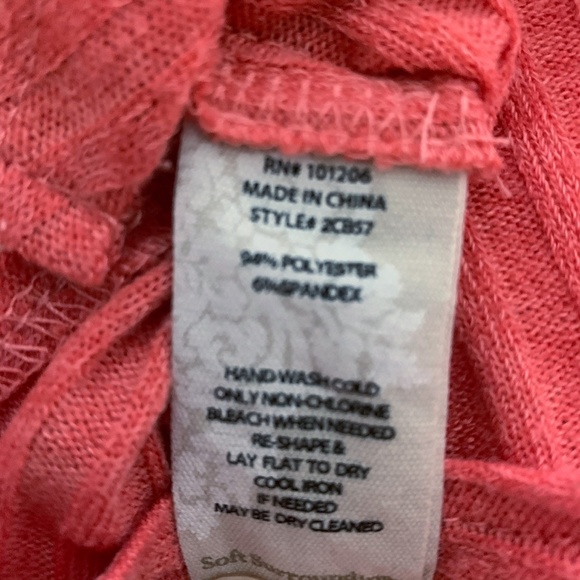 RN# 101206
MADE IN CHINA
STYLE# 2CB57
94% POLYESTER
6%SPANDEX
HAND WASH COLD
ONLY NON-CHLORINE
BLEACH WHEN NEEDED
RE-SHAPE &
LAY FLAT TO DRY
COOL IRON
IF NEEDED
MAY BE DRY CLEANED
Soft Surroundings